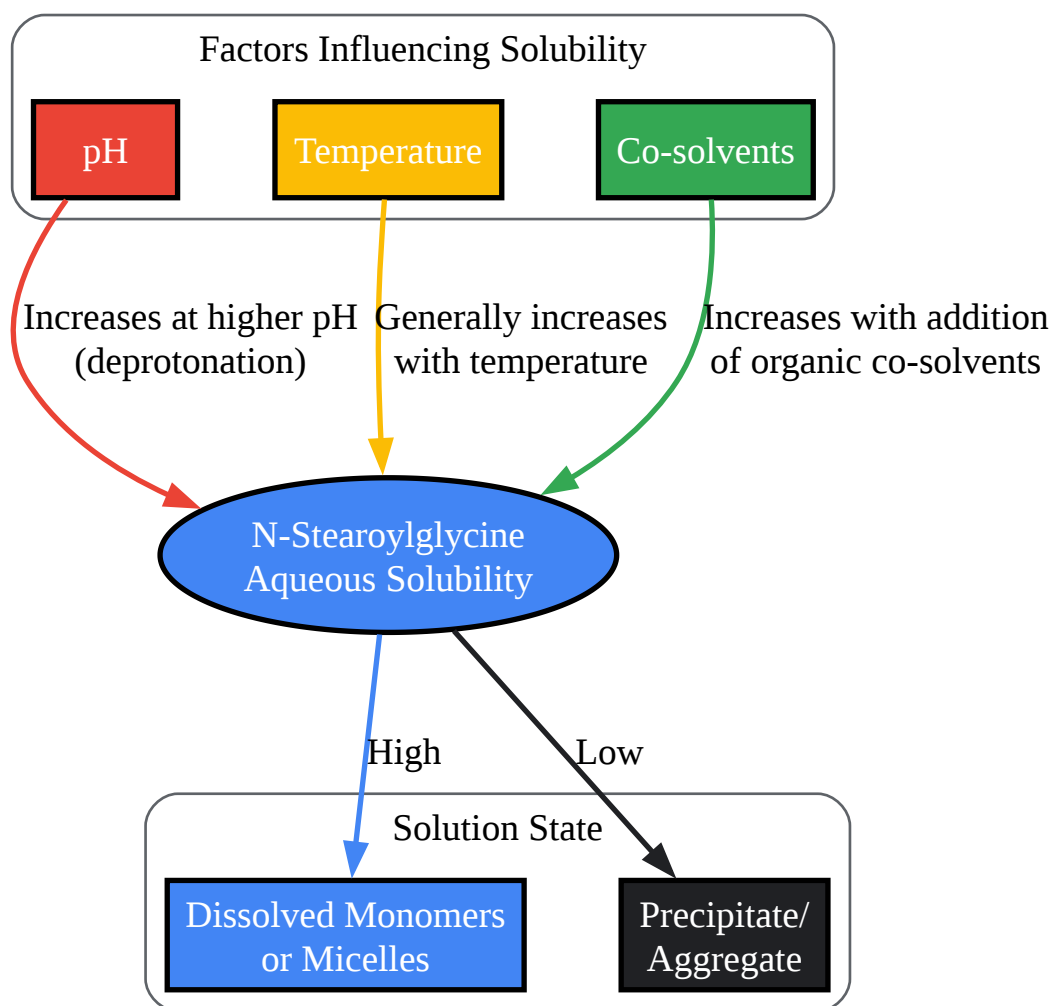 Factors Influencing Solubility
pH
Temperature
Co-solvents
Increases at higher pH
(deprotonation)
Generally increases
with temperature
Increases with addition
of organic co-solvents
N-Stearoylglycine
Aqueous Solubility
High
Low
Solution State
Dissolved Monomers
or Micelles
Precipitate/
Aggregate